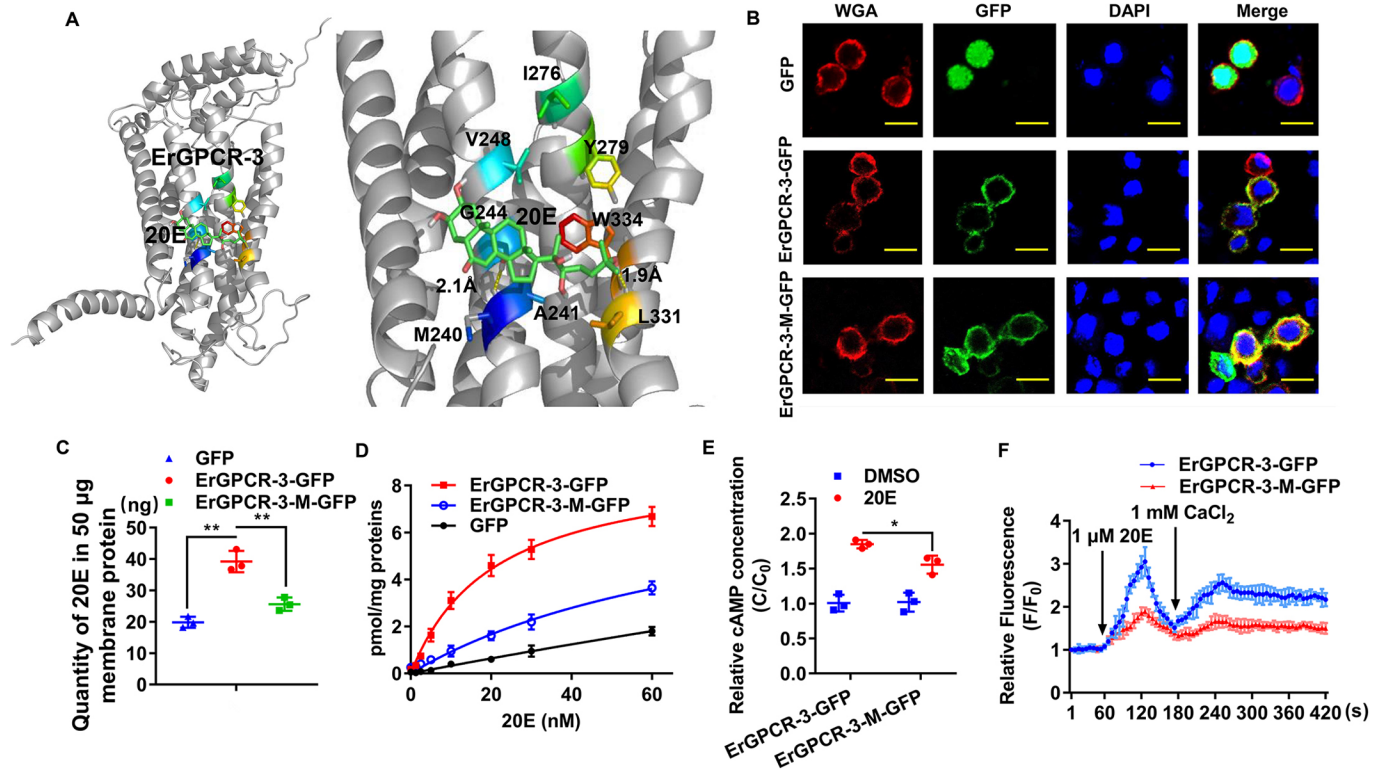 A
ErGPCR-3
20E
I276
V248
Y279
G244
20E
W334
2.1Å
1.9Å
A241
L331
M240
B
WGA
GFP
DAPI
Merge
GFP
ErGPCR-3-GFP
ErGPCR-3-M-GFP
C
GFP
ErGPCR-3-GFP
ErGPCR-3-M-GFP
Quantity of 20E in 50 μg
membrane protein
(ng)
50
40
30
20
10
0
**
**
D
ErGPCR-3-GFP
ErGPCR-3-M-GFP
GFP
pmol/mg proteins
8
6
4
2
0
0
20
40
60
20E (nM)
E
DMSO
20E
Relative cAMP concentration
(C/C0)
2.5
2.0
1.5
1.0
0.5
0.0
*
ErGPCR-3-GFP
ErGPCR-3-M-GFP
F
ErGPCR-3-GFP
ErGPCR-3-M-GFP
1 mM CaCl2
1 μM 20E
Relative Fluorescence
(F/F0)
4
3
2
1
0
1 60 120 180 240 300 360 420 (s)